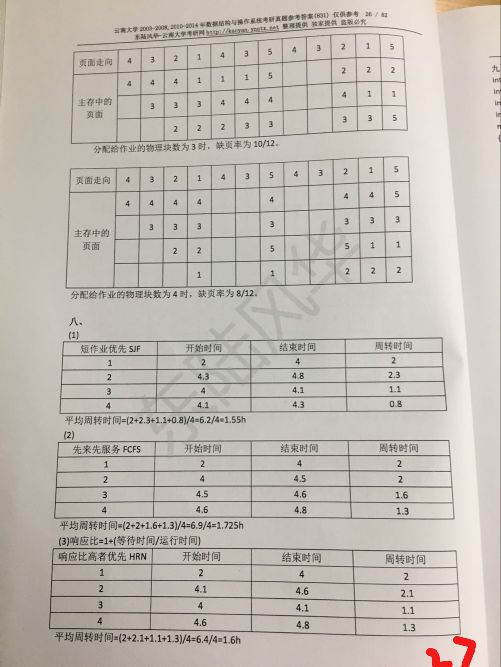 云南大学 2003-2008, 2010-2014 年数据结构与操作系统考研真题参考答案(831) 仅供参考 26 / 82
东陆风华-云南大学考研网 http://kaoyan.ynutx.net 整理提供 独家提供 盗版必究
页面走向 4 3 2 1 4 3 5 4 3 2 1 5
主存中的页面 4 4 4 1 1 1 5 2 2 2
3 3 3 4 4 4 4 1 1
2 2 2 3 3 3 3 5
分配给作业的物理块数为 3 时，缺页率为 10/12。
页面走向 4 3 2 1 4 3 5 4 3 2 1 5
主存中的页面 4 4 4 4 4 4 4 5
3 3 3 3 3 3 3
2 2 5 5 1 1
1 1 2 2 2
分配给作业的物理块数为 4 时，缺页率为 8/12。
八、
(1)
短作业优先 SJF 开始时间 结束时间 周转时间
1 2 4 2
2 4.3 4.8 2.3
3 4 4.1 1.1
4 4.1 4.3 0.8
平均周转时间=(2+2.3+1.1+0.8)/4=6.2/4=1.55h
(2)
先来先服务 FCFS 开始时间 结束时间 周转时间
1 2 4 2
2 4 4.5 2
3 4.5 4.6 1.6
4 4.6 4.8 1.3
平均周转时间=(2+2+1.6+1.3)/4=6.9/4=1.725h
(3)响应比=1+(等待时间/运行时间)
响应比高者优先 HRN 开始时间 结束时间 周转时间
1 2 4 2
2 4.1 4.6 2.1
3 4 4.1 1.1
4 4.6 4.8 1.3
平均周转时间=(2+2.1+1.1+1.3)/4=6.4/4=1.6h
东陆风华
九
int
int
in
in